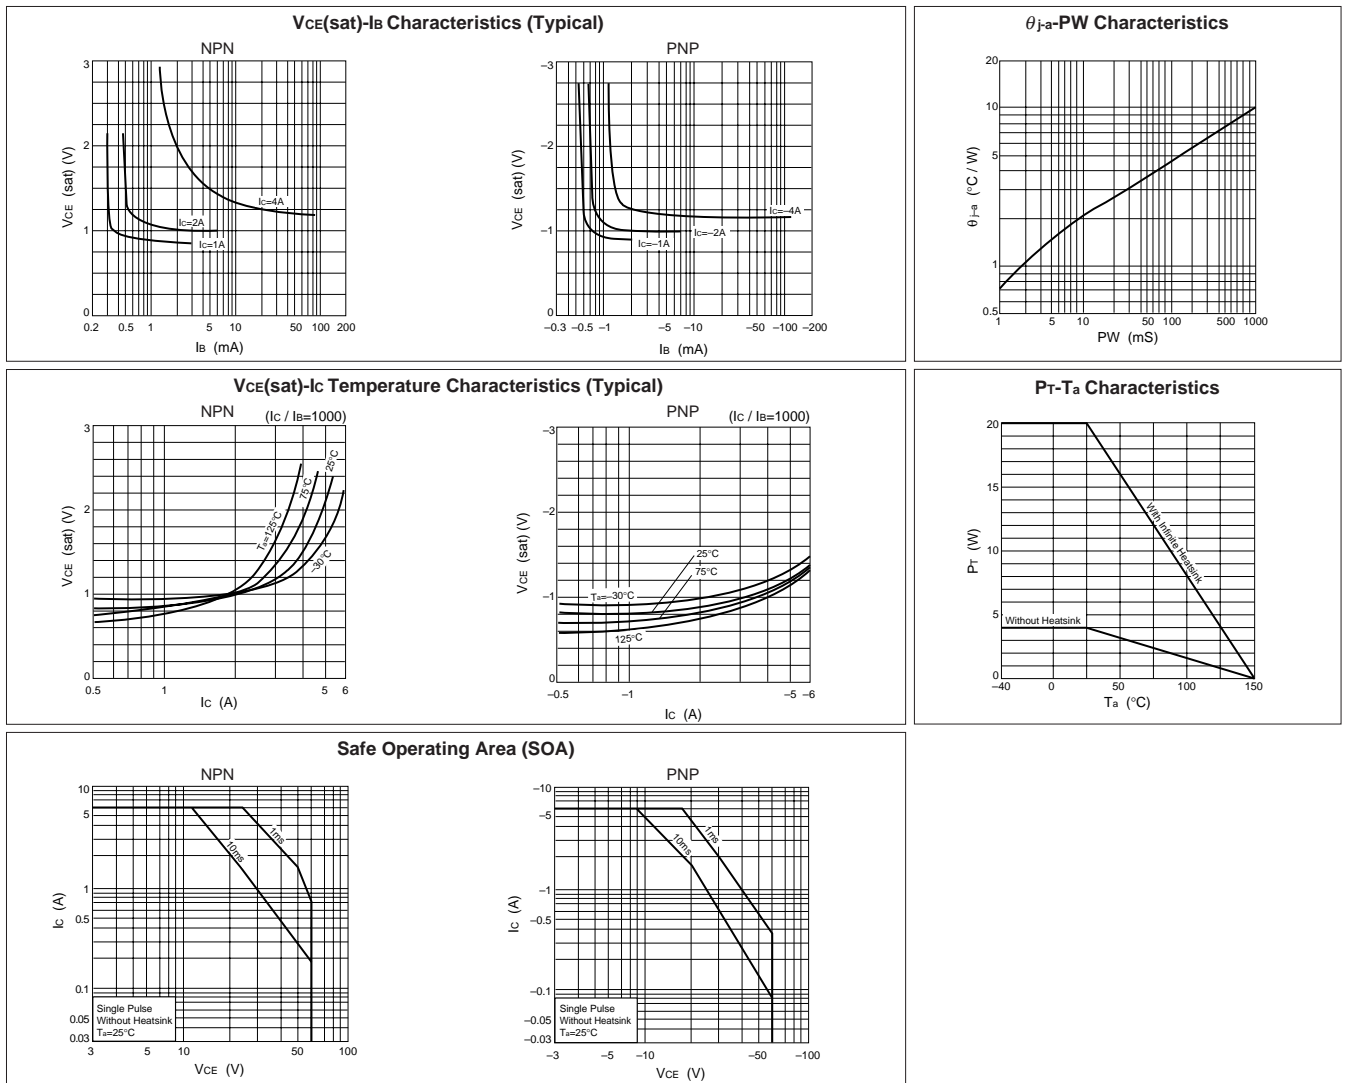 VCE(sat)-IB Characteristics (Typical)
NPN
3
2
1
0
0.2 0.5 1 5 10 50 100 200
VCE (sat) (V)
IB (mA)
IC=4A
IC=2A
IC=1A
PNP
–3
–2
–1
0
–0.3 –0.5 –1 –5 –10 –50 –100 –200
VCE (sat) (V)
IB (mA)
IC=–4A
IC=–2A
IC=–1A
θj-a-PW Characteristics
20
10
5
1
0.5
1 5 10 50 100 500 1000
θj-a (°C / W)
PW (mS)
VCE(sat)-IC Temperature Characteristics (Typical)
NPN
(IC / IB=1000)
3
2
1
0
0.5 1 5 6
VCE (sat) (V)
IC (A)
Ta=125°C
75°C
25°C
–30°C
PNP
(IC / IB=1000)
–3
–2
–1
0
–0.5 –1 –5 –6
VCE (sat) (V)
IC (A)
25°C
75°C
Ta=–30°C
125°C
PT-Ta Characteristics
20
15
10
5
0
–40 0 50 100 150
PT (W)
Ta (°C)
With Infinite Heatsink
Without Heatsink
Safe Operating Area (SOA)
NPN
10
5
1
0.5
0.1
0.05
0.03
3 5 10 50 100
IC (A)
VCE (V)
1ms
10ms
Single Pulse
Without Heatsink
Ta=25°C
PNP
–10
–5
–1
–0.5
–0.1
–0.05
–0.03
–3 –5 –10 –50 –100
IC (A)
VCE (V)
1ms
10ms
Single Pulse
Without Heatsink
Ta=25°C